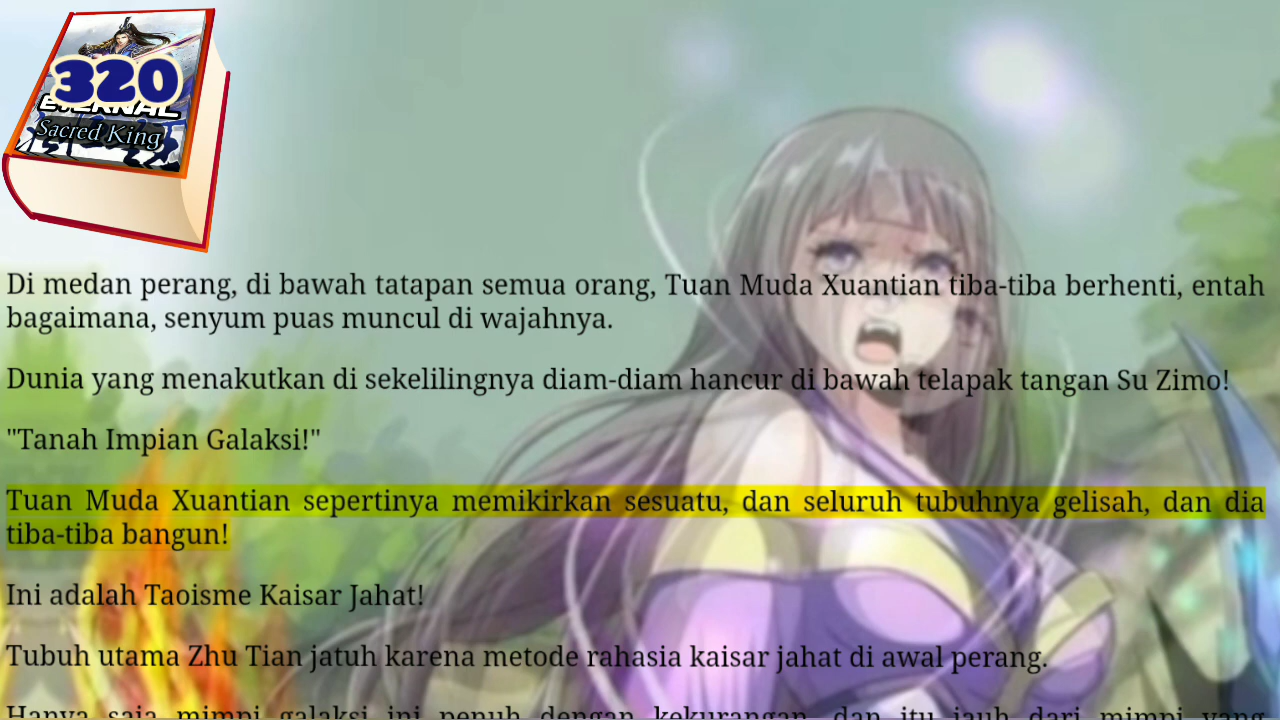 320
ETERNAL
Sacred King
Di medan perang, di bawah tatapan semua orang, Tuan Muda Xuantian tiba-tiba berhenti, entah
bagaimana, senyum puas muncul di wajahnya.
Dunia yang menakutkan di sekelilingnya diam-diam hancur di bawah telapak tangan Su Zimo!
"Tanah Impian Galaksi!"
Tuan Muda Xuantian sepertinya memikirkan sesuatu, dan seluruh tubuhnya gelisah, dan dia
tiba-tiba bangun!
Ini adalah Taoisme Kaisar Jahat!
Tubuh utama Zhu Tian jatuh karena metode rahasia kaisar jahat di awal perang.
Hanya saja mimpi galaksi ini penuh dengan kekurangan, dan itu jauh dari mimpi yang